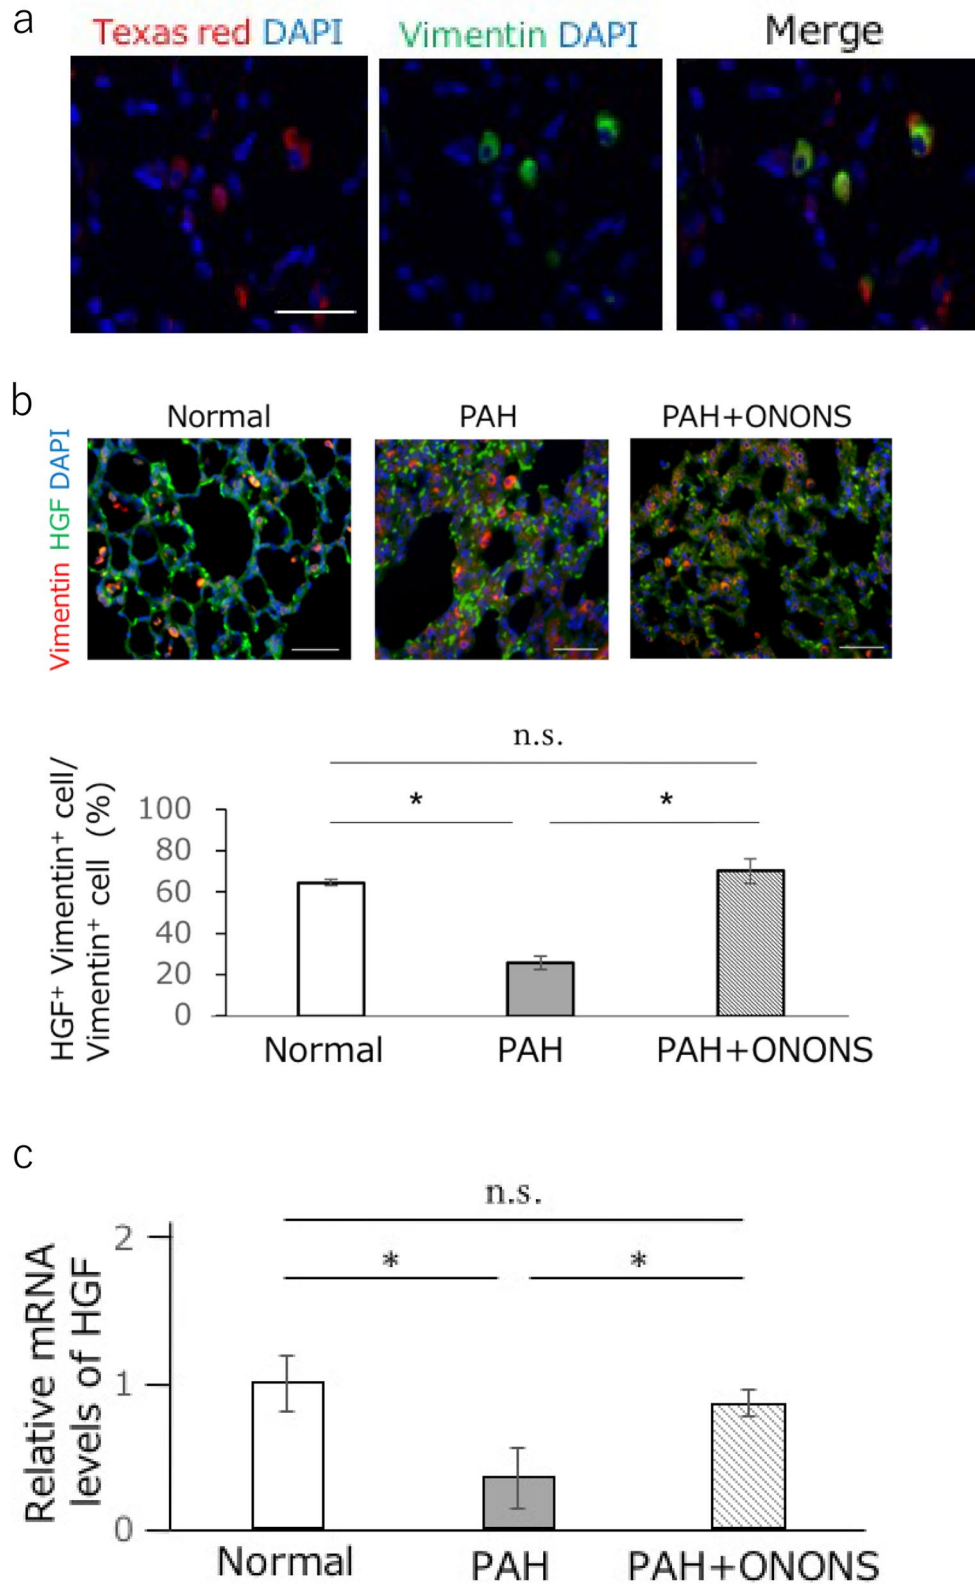 a
Texas red DAPI
Vimentin DAPI
Merge
b
Normal
PAH
PAH+ONONS
Vimentin HGF DAPI
n.s.
*
*
HGF⁺ Vimentin⁺ cell/
Vimentin⁺ cell (%)
100
80
60
40
20
0
Normal
PAH
PAH+ONONS
c
n.s.
*
*
Relative mRNA
levels of HGF
2
1
0
Normal
PAH
PAH+ONONS